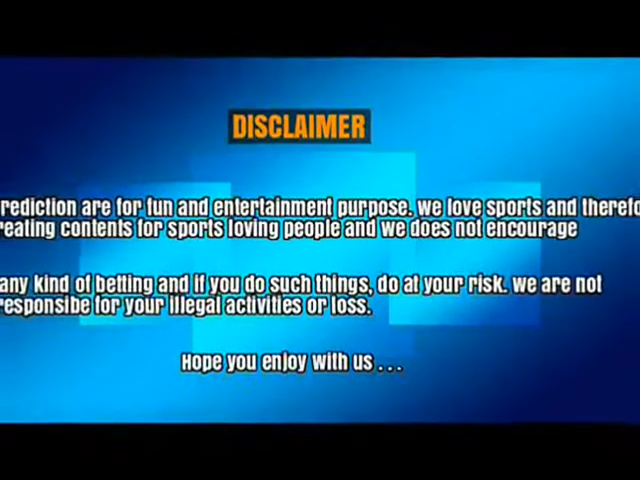 DISCLAIMER
rediction are for fun and entertainment purpose. we love sports and therefo
reating contents for sports loving people and we does not encourage
any kind of betting and if you do such things, do at your risk. we are not
responsibe for your illegal activities or loss.
Hope you enjoy with us . . .